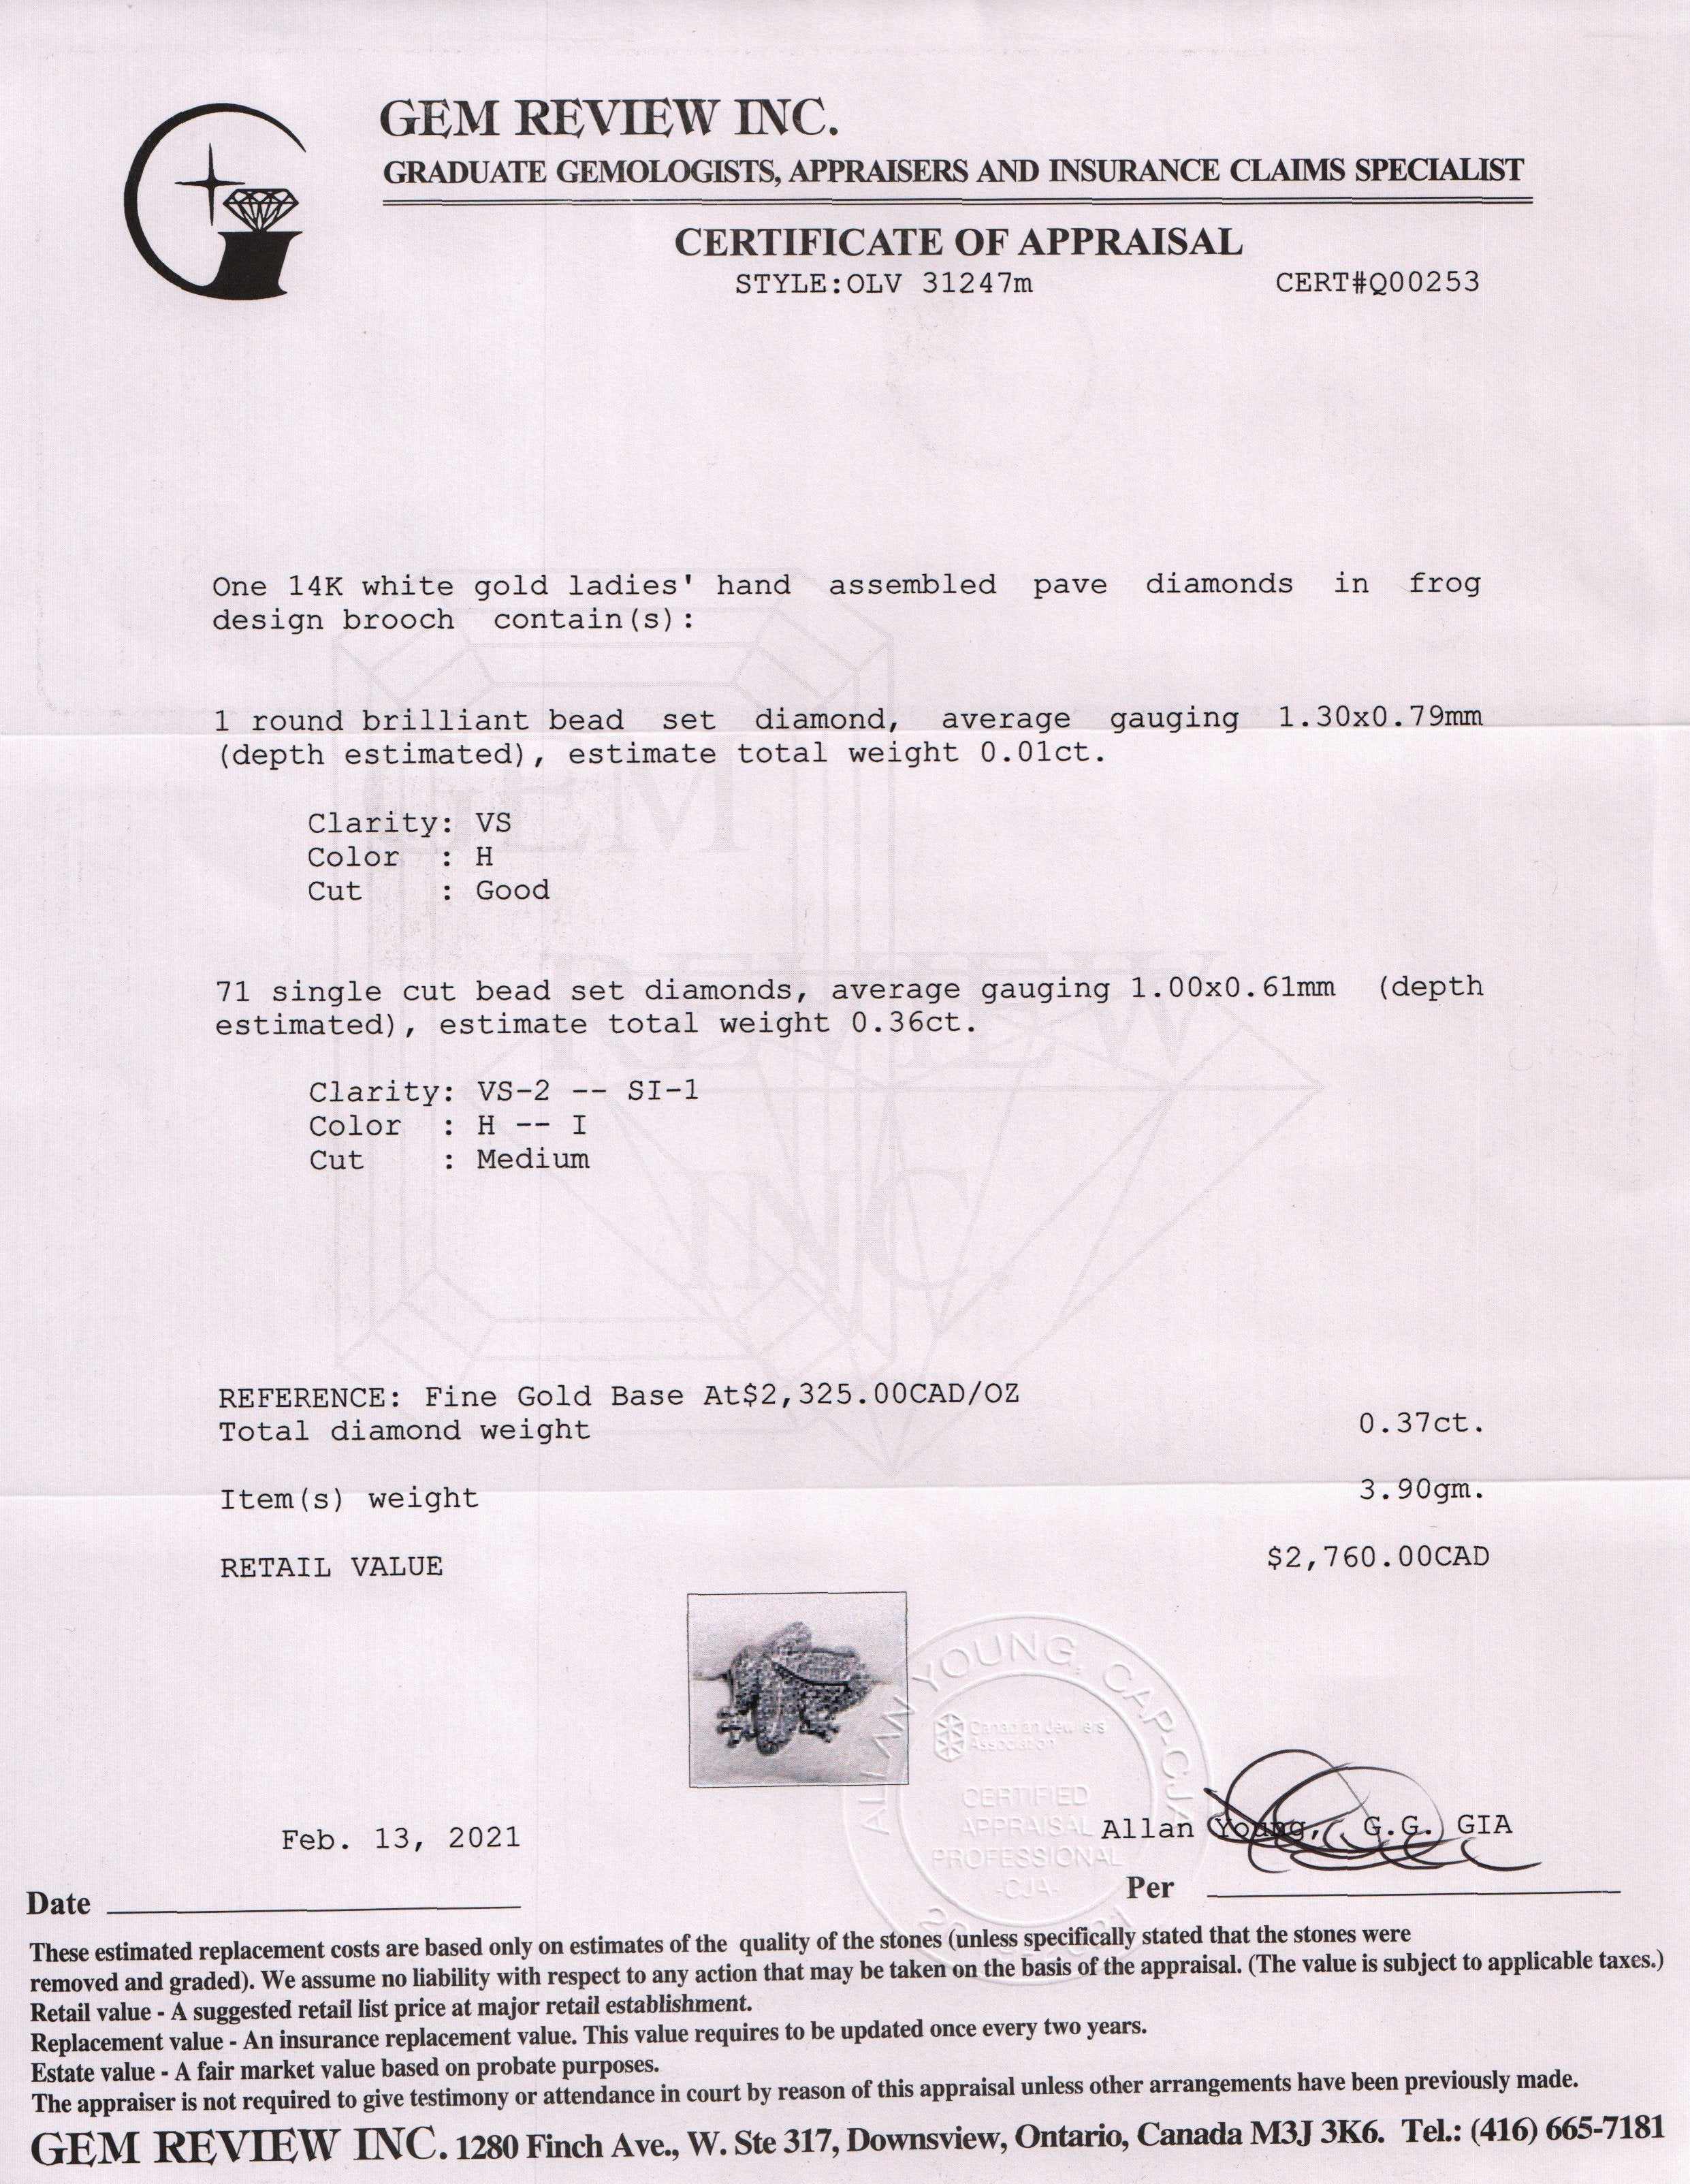 GEM REVIEW INC.
GRADUATE GEMOLOGISTS, APPRAISERS AND INSURANCE CLAIMS SPECIALIST
CERTIFICATE OF APPRAISAL
STYLE:OLV 31247m CERT#Q00253
One 14K white gold ladies' hand assembled pave diamonds in frog
design brooch contain(s):
1 round brilliant bead set diamond, average gauging 1.30x0.79mm
(depth estimated), estimate total weight 0.01ct.
Clarity: VS
Color : H
Cut : Good
71 single cut bead set diamonds, average gauging 1.00x0.61mm (depth
estimated), estimate total weight 0.36ct.
Clarity: VS-2 -- SI-1
Color : H -- I
Cut : Medium
GEM
REVIEW
INC
REFERENCE: Fine Gold Base At$2,325.00CAD/OZ
Total diamond weight 0.37ct.
Item(s) weight 3.90gm.
RETAIL VALUE $2,760.00CAD
ALLAN YOUNG, CAP-CJA
Canadian Jewellers
Association
CERTIFIED
APPRAISAL
PROFESSIONAL
-CJA-
Feb. 13, 2021 Allan Young, G.G. GIA
Date Per
These estimated replacement costs are based only on estimates of the quality of the stones (unless specifically stated that the stones were
removed and graded). We assume no liability with respect to any action that may be taken on the basis of the appraisal. (The value is subject to applicable taxes.)
Retail value - A suggested retail list price at major retail establishment.
Replacement value - An insurance replacement value. This value requires to be updated once every two years.
Estate value - A fair market value based on probate purposes.
The appraiser is not required to give testimony or attendance in court by reason of this appraisal unless other arrangements have been previously made.
GEM REVIEW INC. 1280 Finch Ave., W. Ste 317, Downsview, Ontario, Canada M3J 3K6. Tel.: (416) 665-7181